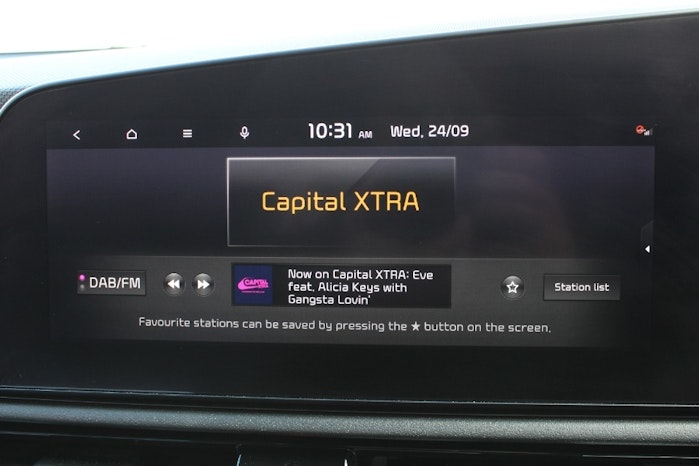 10:31 AM Wed, 24/09
Capital XTRA
DAB/FM
CAPITAL
Now on Capital XTRA: Eve
feat. Alicia Keys with
Gangsta Lovin'
Station list
Favourite stations can be saved by pressing the ★ button on the screen.